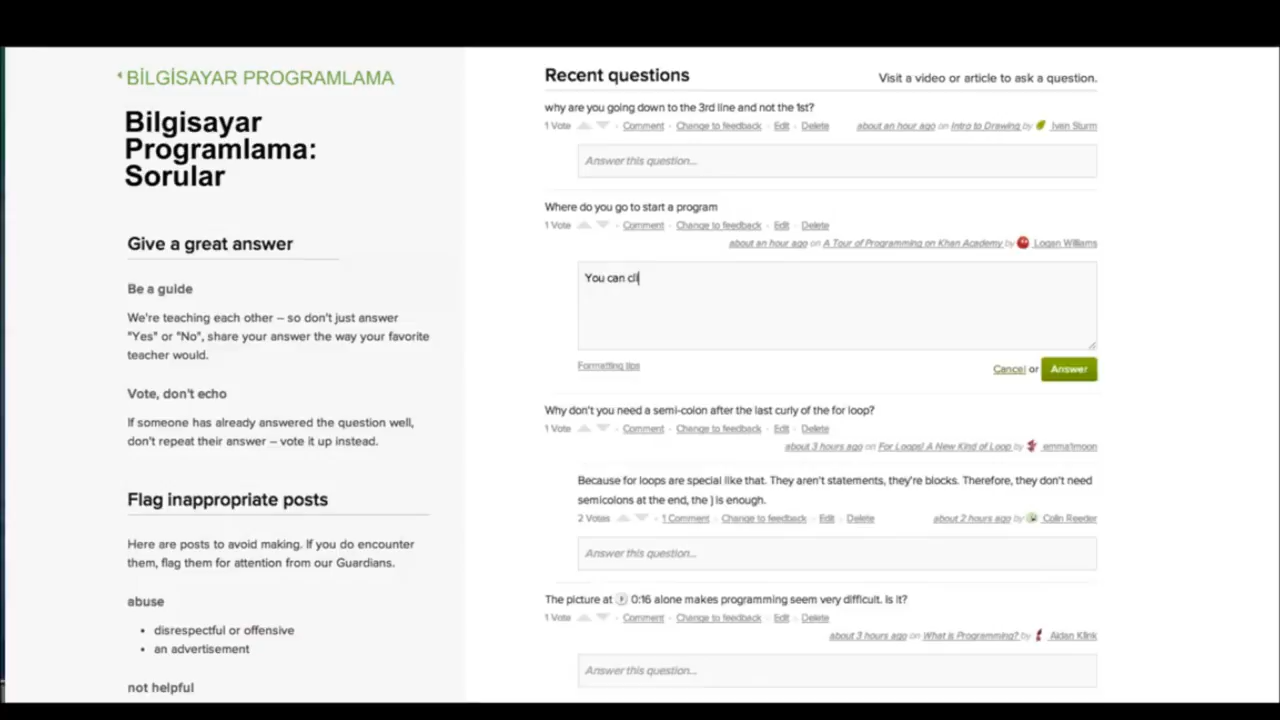 BİLGİSAYAR PROGRAMLAMA
Bilgisayar
Programlama:
Sorular
Give a great answer
Be a guide
We're teaching each other – so don't just answer
"Yes" or "No", share your answer the way your favorite
teacher would.
Vote, don't echo
If someone has already answered the question well,
don't repeat their answer – vote it up instead.
Flag inappropriate posts
Here are posts to avoid making. If you do encounter
them, flag them for attention from our Guardians.
abuse
• disrespectful or offensive
• an advertisement
not helpful
Recent questions
Visit a video or article to ask a question.
why are you going down to the 3rd line and not the 1st?
1 Vote · Comment · Change to feedback · Edit · Delete about an hour ago on Intro to Drawing by Ivan Sturm
Answer this question...
Where do you go to start a program
1 Vote · Comment · Change to feedback · Edit · Delete
about an hour ago on A Tour of Programming on Khan Academy by Logan Williams
You can cli
Formatting tips
Cancel or Answer
Why don't you need a semi-colon after the last curly of the for loop?
1 Vote · Comment · Change to feedback · Edit · Delete
about 3 hours ago on For Loops! A New Kind of Loop by emma1moon
Because for loops are special like that. They aren't statements, they're blocks. Therefore, they don't need
semicolons at the end, the } is enough.
2 Votes · 1 Comment · Change to feedback · Edit · Delete about 2 hours ago by Colin Reeder
Answer this question...
The picture at 0:16 alone makes programming seem very difficult. Is it?
1 Vote · Comment · Change to feedback · Edit · Delete
about 3 hours ago on What is Programming? by Aidan Klink
Answer this question...